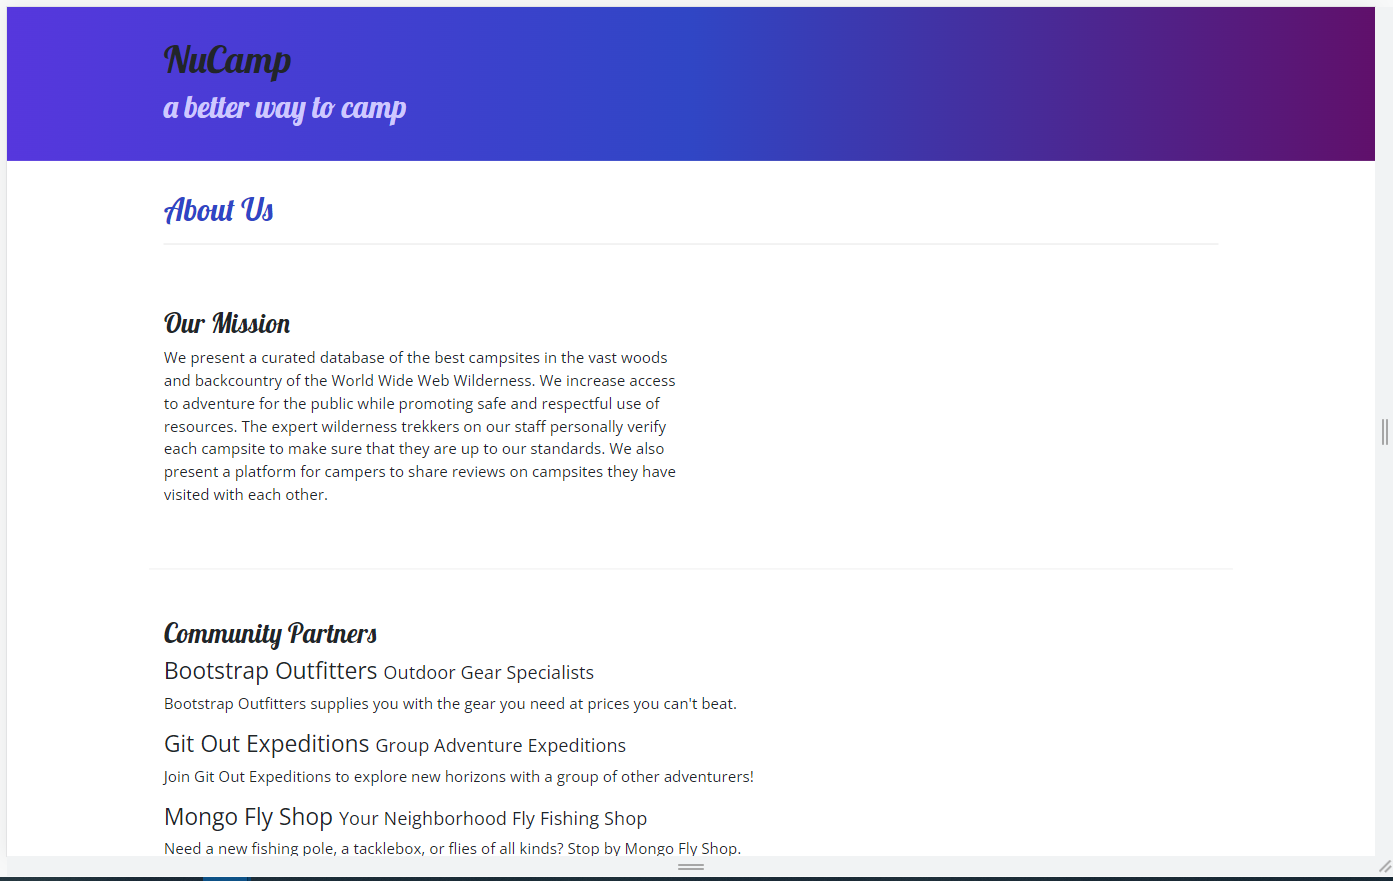 NuCamp
a better way to camp
About Us
Our Mission
We present a curated database of the best campsites in the vast woods
and backcountry of the World Wide Web Wilderness. We increase access
to adventure for the public while promoting safe and respectful use of
resources. The expert wilderness trekkers on our staff personally verify
each campsite to make sure that they are up to our standards. We also
present a platform for campers to share reviews on campsites they have
visited with each other.
Community Partners
Bootstrap Outfitters Outdoor Gear Specialists
Bootstrap Outfitters supplies you with the gear you need at prices you can't beat.
Git Out Expeditions Group Adventure Expeditions
Join Git Out Expeditions to explore new horizons with a group of other adventurers!
Mongo Fly Shop Your Neighborhood Fly Fishing Shop
Need a new fishing pole, a tacklebox, or flies of all kinds? Stop by Mongo Fly Shop.